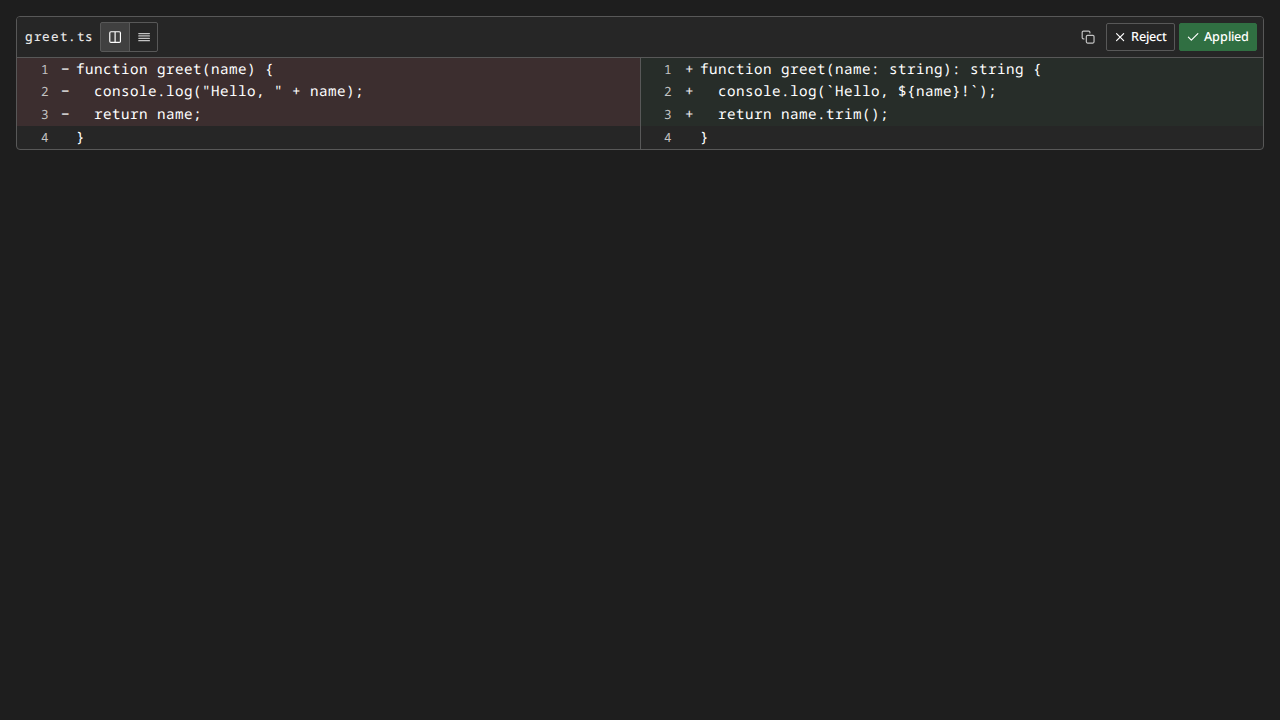 greet.ts
Reject
Applied
1 − function greet(name) {
2 −   console.log("Hello, " + name);
3 −   return name;
4   }
1 + function greet(name: string): string {
2 +   console.log(`Hello, ${name}!`);
3 +   return name.trim();
4   }